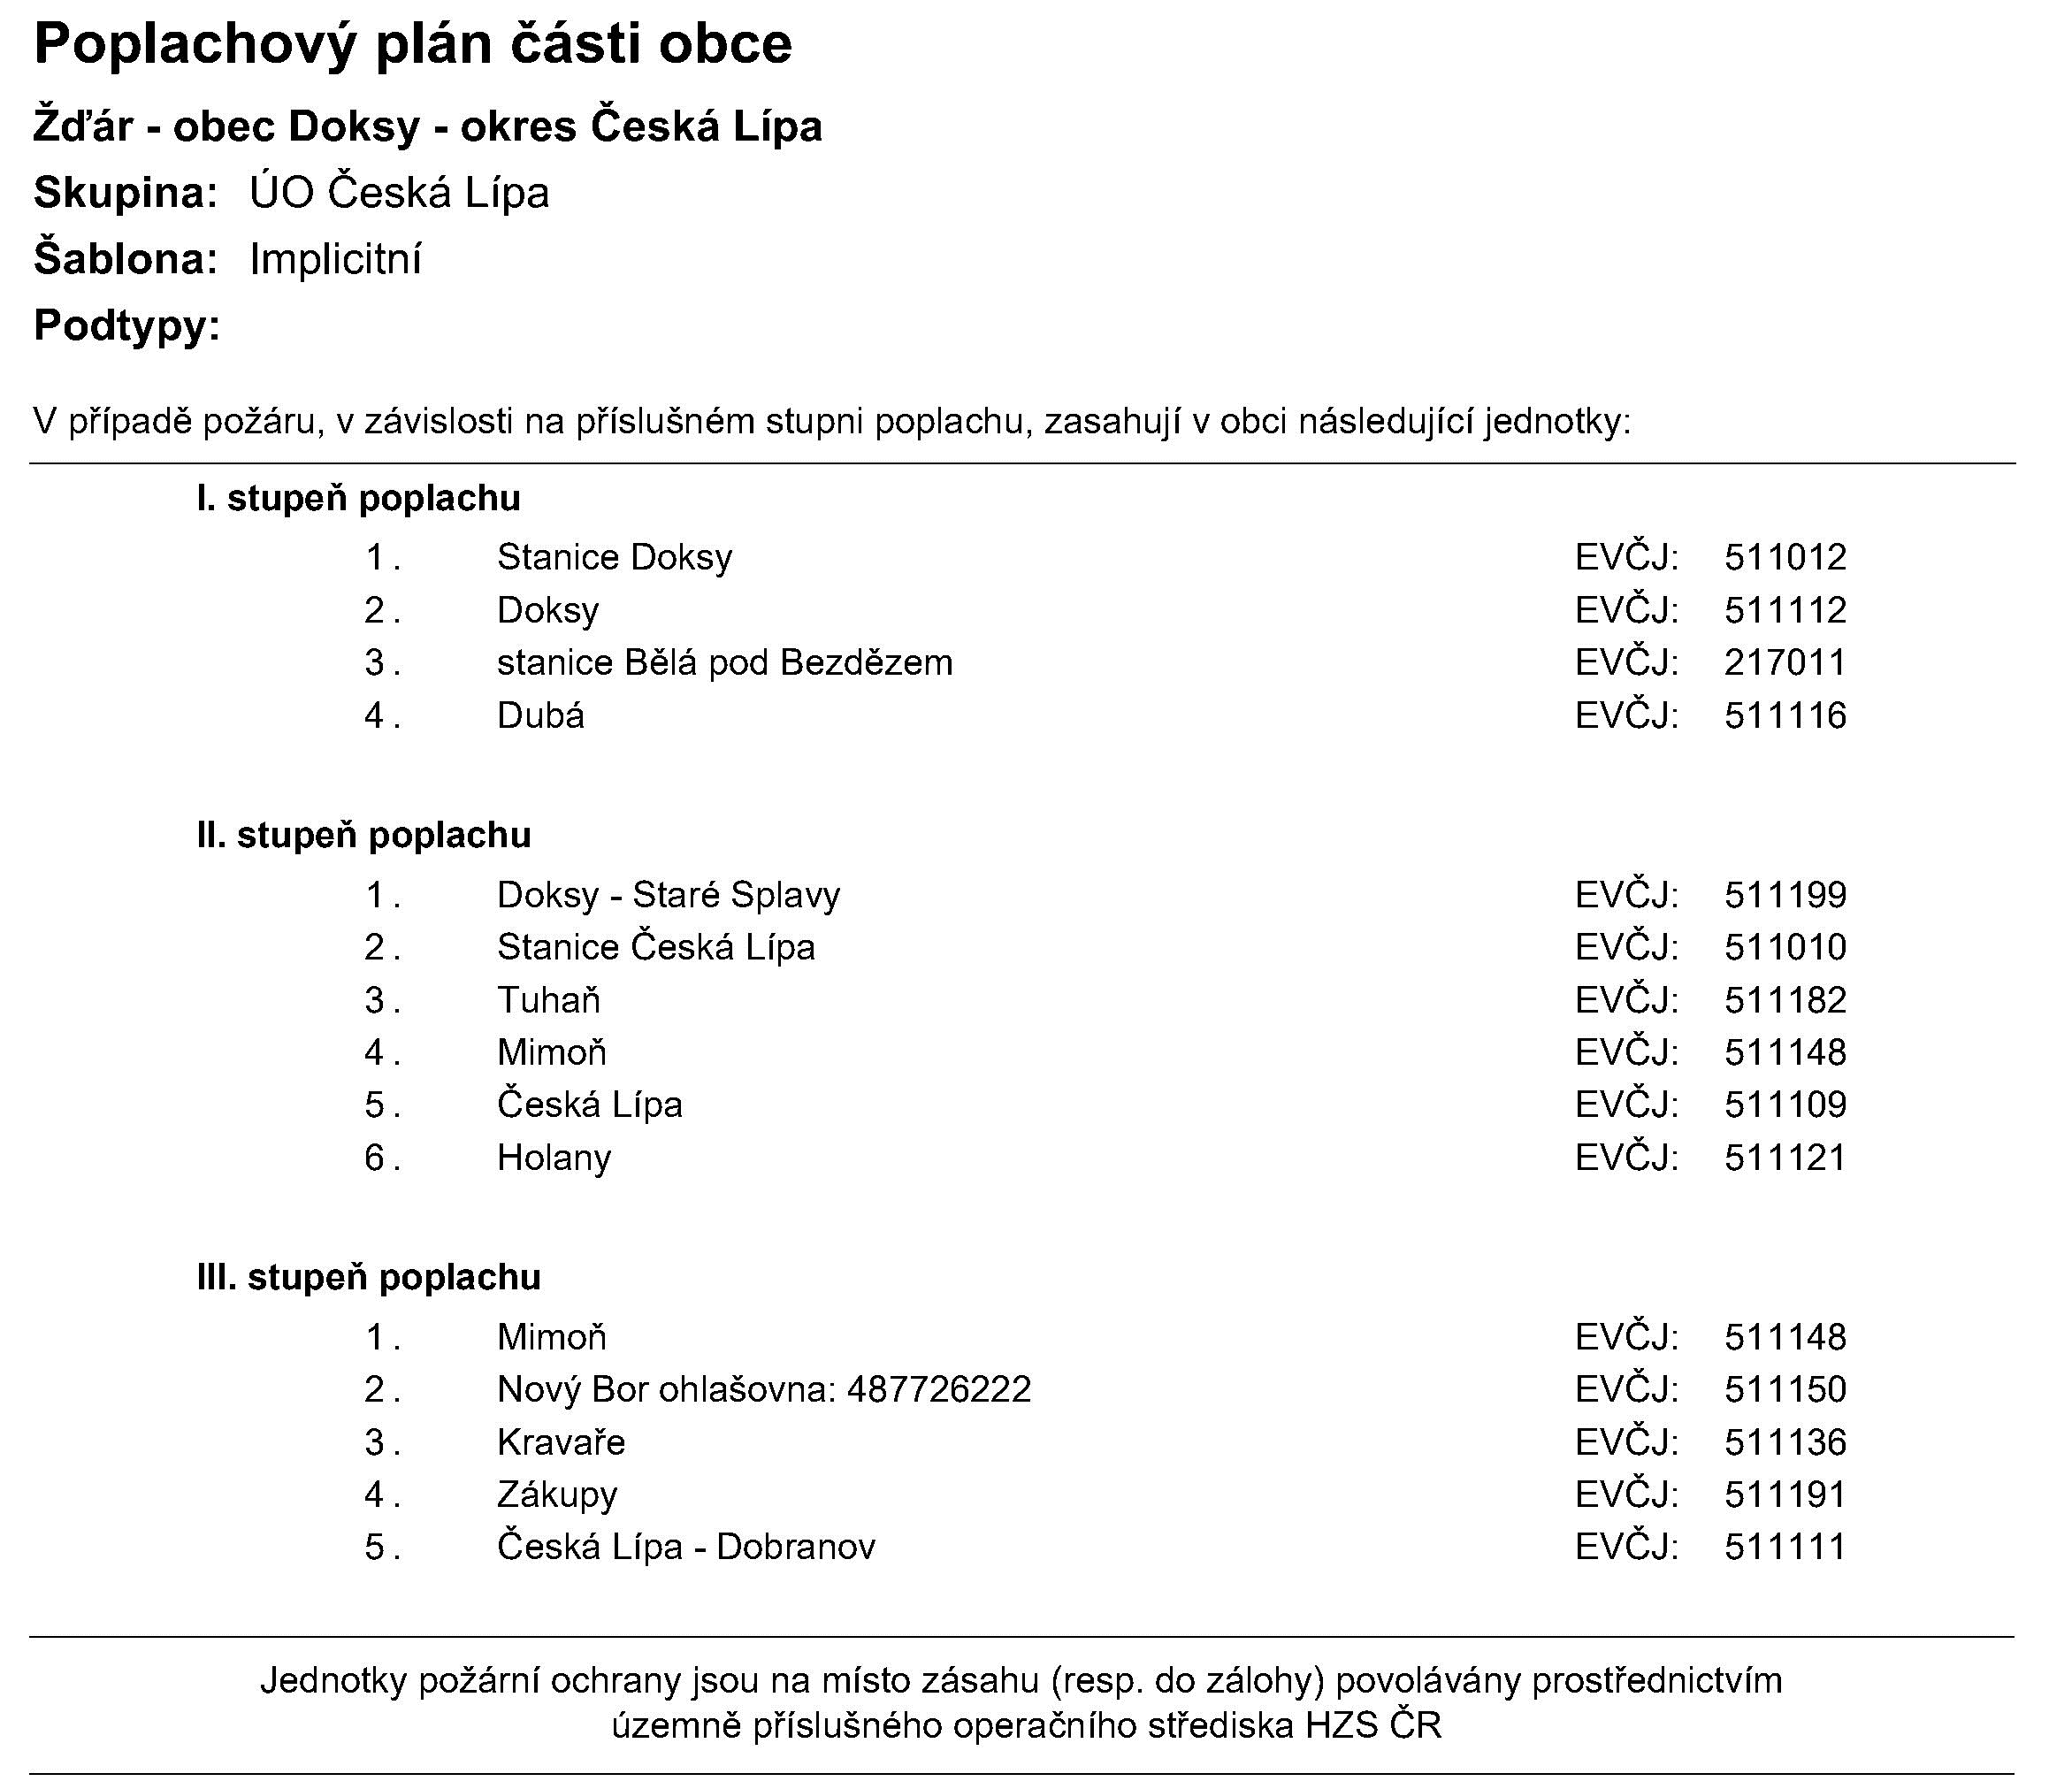 Poplachový plán části obce
Žďár - obec Doksy - okres Česká Lípa
Skupina: ÚO Česká Lípa
Šablona: Implicitní
Podtypy:
V případě požáru, v závislosti na příslušném stupni poplachu, zasahují v obci následující jednotky:
I. stupeň poplachu
1. Stanice Doksy EVČJ: 511012
2. Doksy EVČJ: 511112
3. stanice Bělá pod Bezdězem EVČJ: 217011
4. Dubá EVČJ: 511116
II. stupeň poplachu
1. Doksy - Staré Splavy EVČJ: 511199
2. Stanice Česká Lípa EVČJ: 511010
3. Tuhaň EVČJ: 511182
4. Mimoň EVČJ: 511148
5. Česká Lípa EVČJ: 511109
6. Holany EVČJ: 511121
III. stupeň poplachu
1. Mimoň EVČJ: 511148
2. Nový Bor ohlašovna: 487726222 EVČJ: 511150
3. Kravaře EVČJ: 511136
4. Zákupy EVČJ: 511191
5. Česká Lípa - Dobranov EVČJ: 511111
Jednotky požární ochrany jsou na místo zásahu (resp. do zálohy) povolávány prostřednictvím
územně příslušného operačního střediska HZS ČR